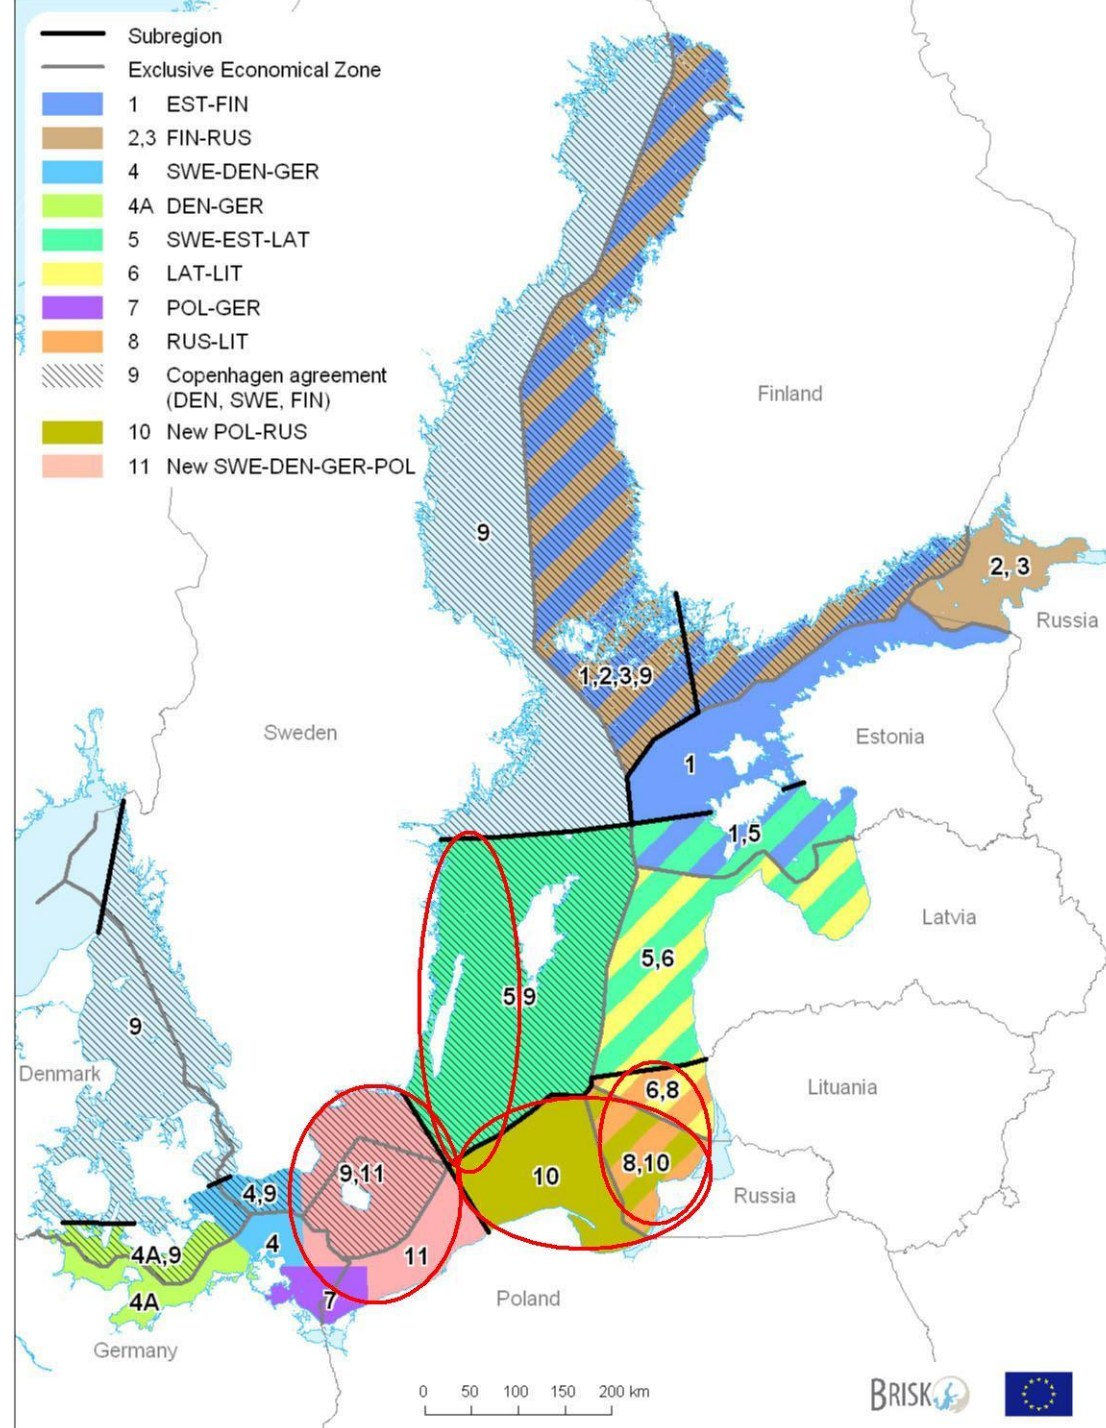 Subregion
Exclusive Economical Zone
1 EST-FIN
2,3 FIN-RUS
4 SWE-DEN-GER
4A DEN-GER
5 SWE-EST-LAT
6 LAT-LIT
7 POL-GER
8 RUS-LIT
9 Copenhagen agreement
(DEN, SWE, FIN)
10 New POL-RUS
11 New SWE-DEN-GER-POL
Finland
9
2, 3
Russia
1,2,3,9
Sweden
Estonia
1
1,5
Latvia
5,6
5,9
9
Denmark
Lituania
6,8
9,11
8,10
10
Russia
4,9
4
11
4A,9
4A
7
Poland
Germany
0 50 100 150 200 km
BRISK